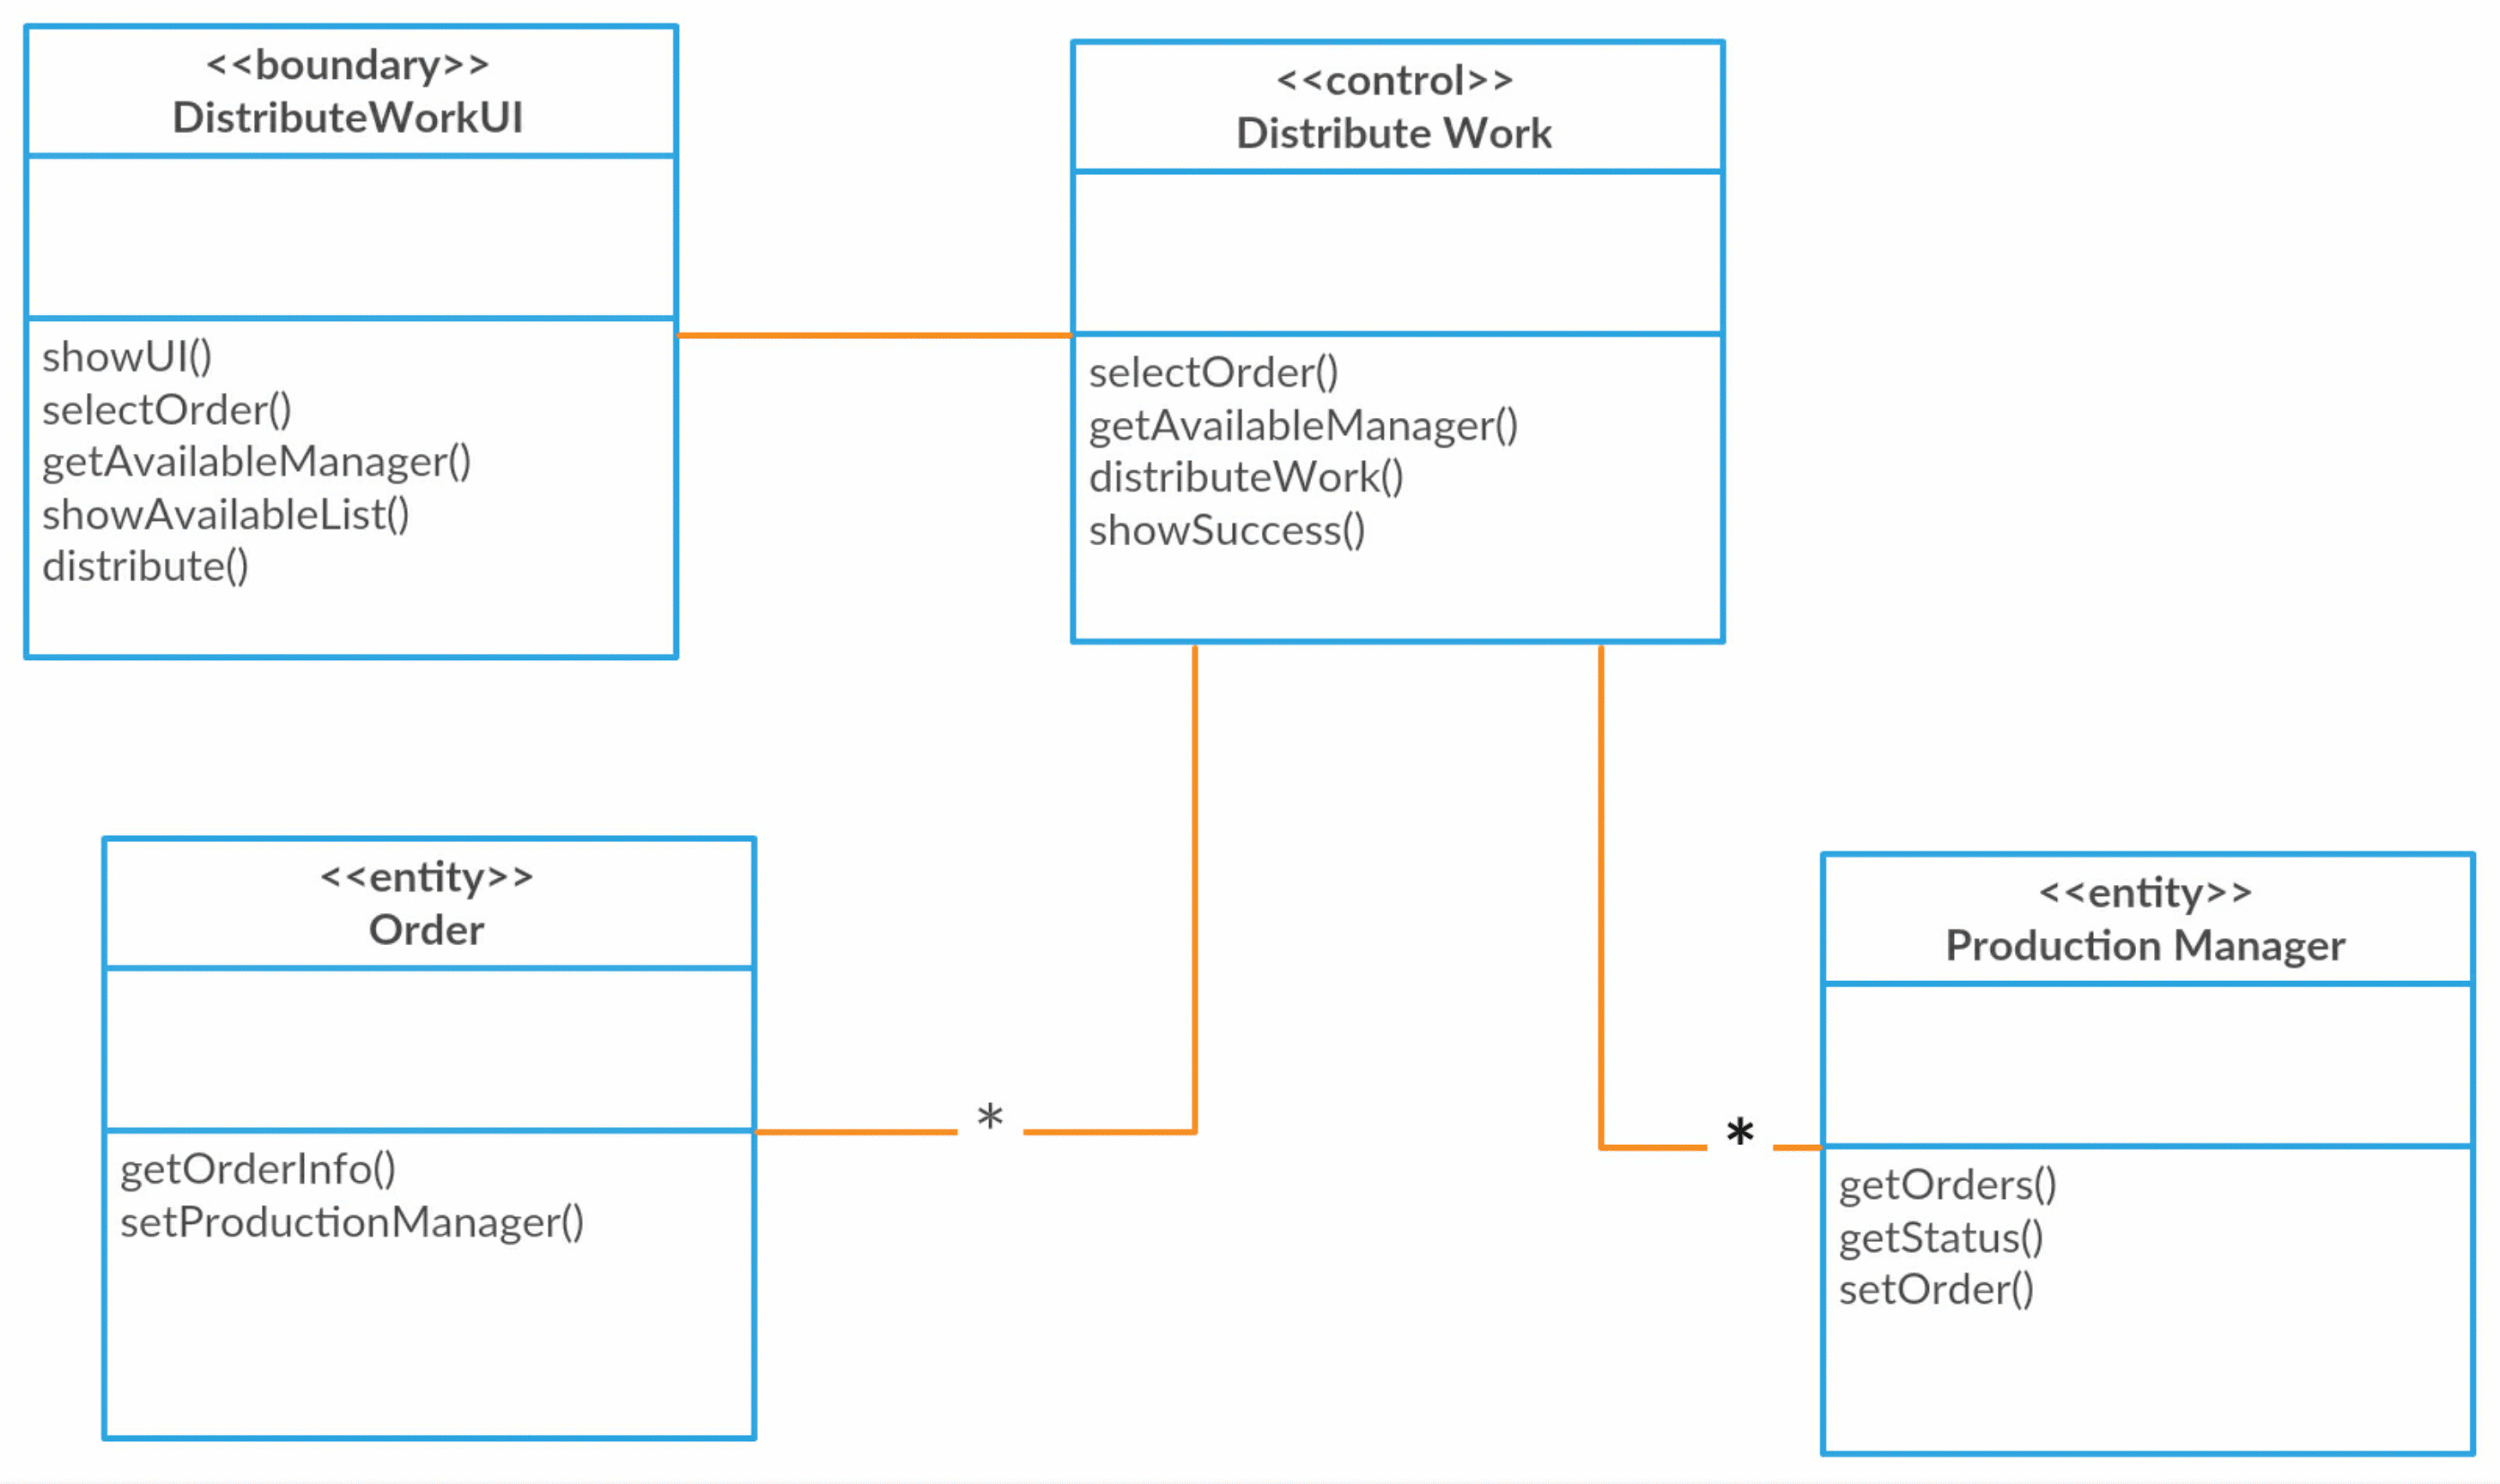 <<boundary>>
DistributeWorkUI
showUI()
selectOrder()
getAvailableManager()
showAvailableList()
distribute()
<<control>>
Distribute Work
selectOrder()
getAvailableManager()
distributeWork()
showSuccess()
<<entity>>
Order
getOrderInfo()
setProductionManager()
*
*
<<entity>>
Production Manager
getOrders()
getStatus()
setOrder()